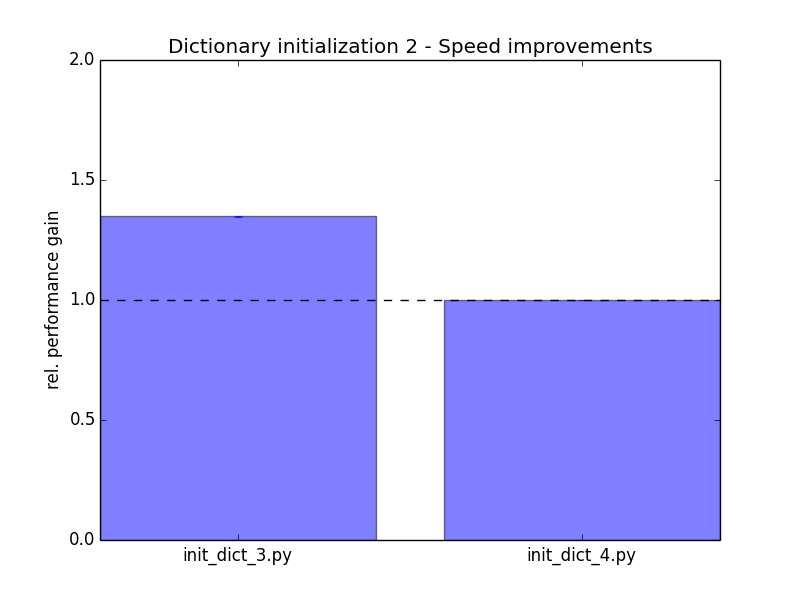 Dictionary initialization 2 - Speed improvements
2.0
1.5
1.0
0.5
0.0
rel. performance gain
init_dict_3.py
init_dict_4.py